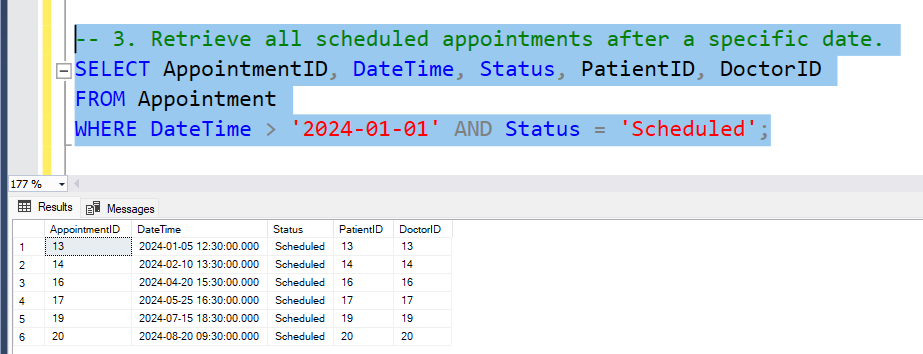 -- 3. Retrieve all scheduled appointments after a specific date.
SELECT AppointmentID, DateTime, Status, PatientID, DoctorID
FROM Appointment
WHERE DateTime > '2024-01-01' AND Status = 'Scheduled';
177 %
Results Messages
AppointmentID DateTime Status PatientID DoctorID
1 13 2024-01-05 12:30:00.000 Scheduled 13 13
2 14 2024-02-10 13:30:00.000 Scheduled 14 14
3 16 2024-04-20 15:30:00.000 Scheduled 16 16
4 17 2024-05-25 16:30:00.000 Scheduled 17 17
5 19 2024-07-15 18:30:00.000 Scheduled 19 19
6 20 2024-08-20 09:30:00.000 Scheduled 20 20